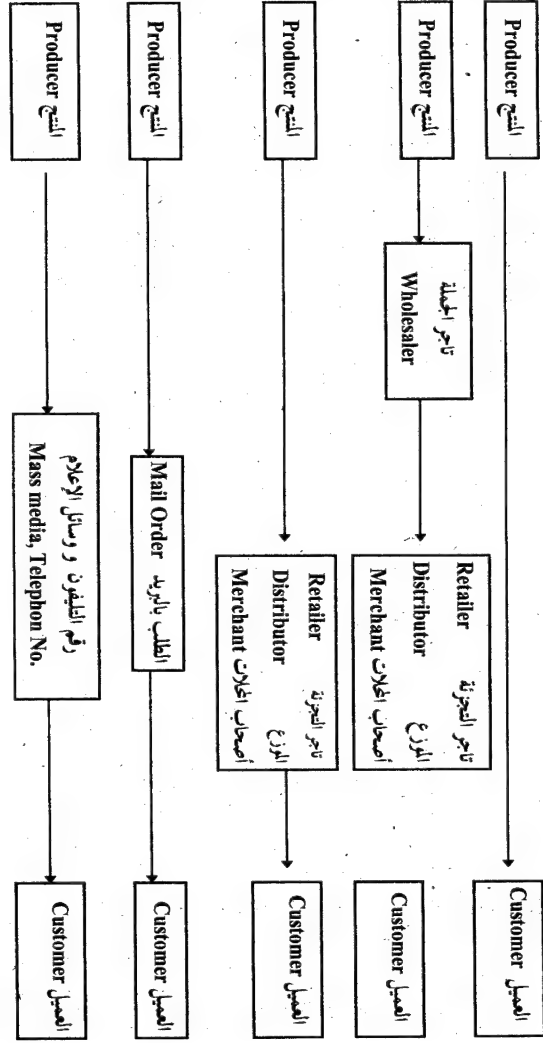 Producer المنتج
Customer العميل
Producer المنتج
تاجر الجملة
Wholesaler
Retailer تاجر التجزئة
Distributor الموزع
Merchant أصحاب المحلات
Customer العميل
Producer المنتج
Retailer تاجر التجزئة
Distributor الموزع
Merchant أصحاب المحلات
Customer العميل
Producer المنتج
Mail Order الطلب بالبريد
Customer العميل
Producer المنتج
رقم التليفون و وسائل الإعلام
Mass media, Telephon No.
Customer العميل